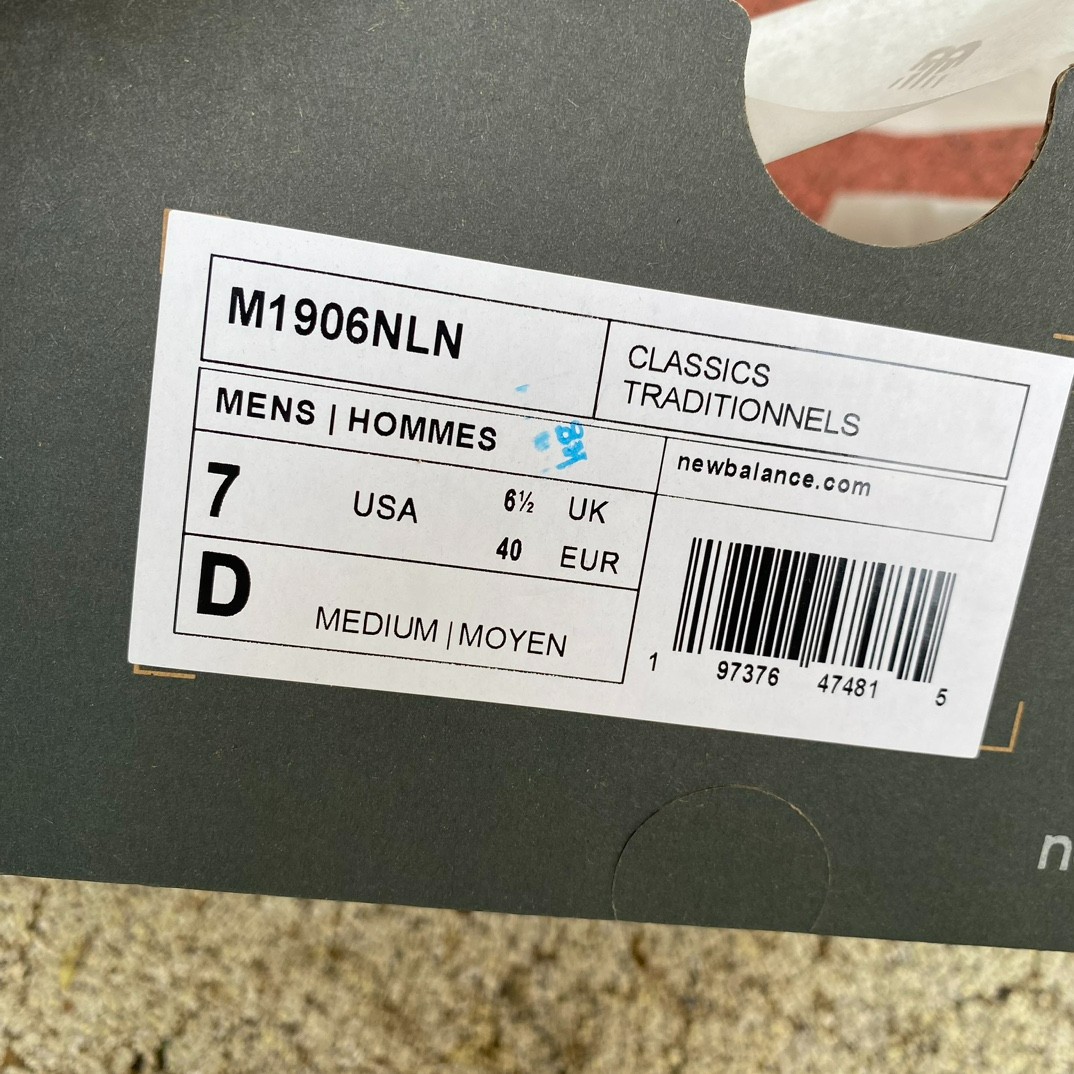 M1906NLN
CLASSICS
TRADITIONNELS
MENS | HOMMES
newbalance.com
7 USA 6½ UK
40 EUR
D MEDIUM | MOYEN
1 97376 47481 5
n